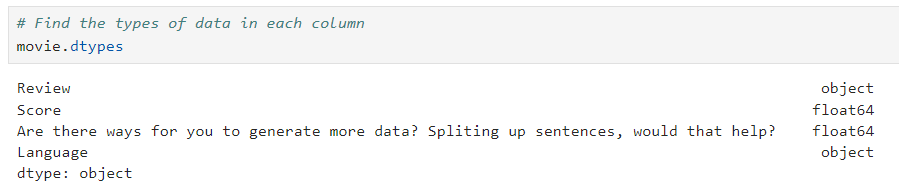 # Find the types of data in each column
movie.dtypes
Review object
Score float64
Are there ways for you to generate more data? Spliting up sentences, would that help? float64
Language object
dtype: object